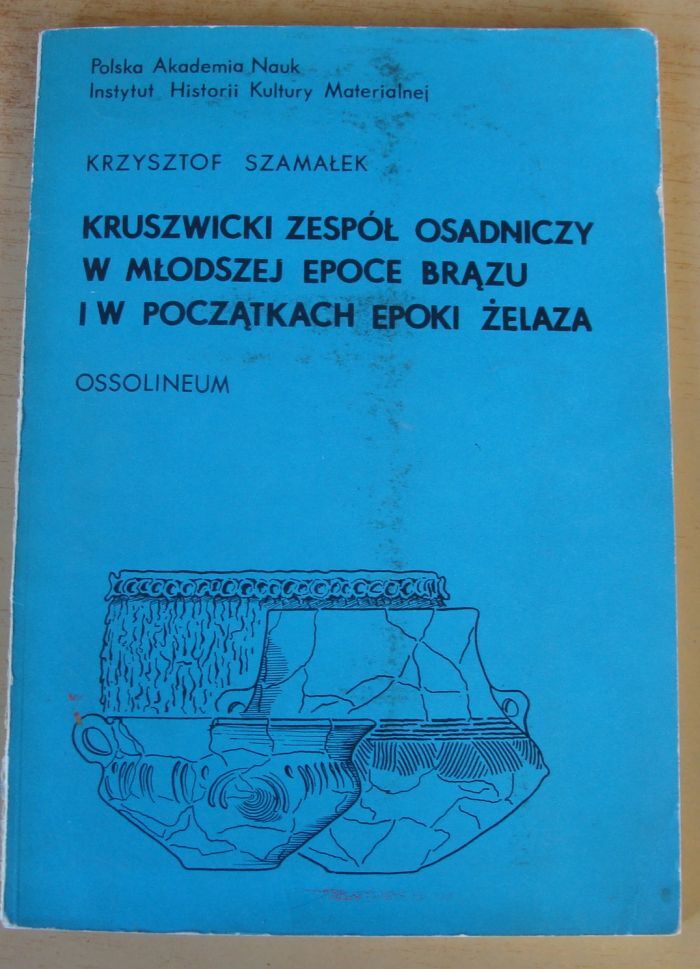 Polska Akademia Nauk
Instytut Historii Kultury Materialnej
KRZYSZTOF SZAMAŁEK
KRUSZWICKI ZESPÓŁ OSADNICZY
W MŁODSZEJ EPOCE BRĄZU
I W POCZĄTKACH EPOKI ŻELAZA
OSSOLINEUM